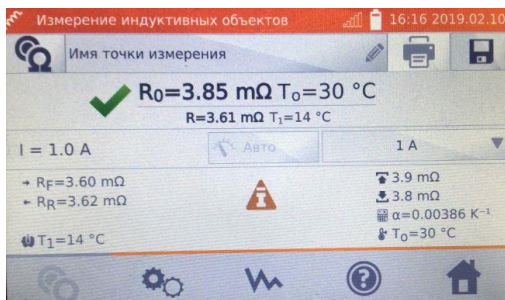 Измерение индуктивных объектов 16:16 2019.02.10
Имя точки измерения
R₀=3.85 mΩ T₀=30 °C
R=3.61 mΩ T₁=14 °C
I = 1.0 A Авто 1 A
RF=3.60 mΩ
RR=3.62 mΩ
T₁=14 °C
3.9 mΩ
3.8 mΩ
α=0.00386 K⁻¹
T₀=30 °C